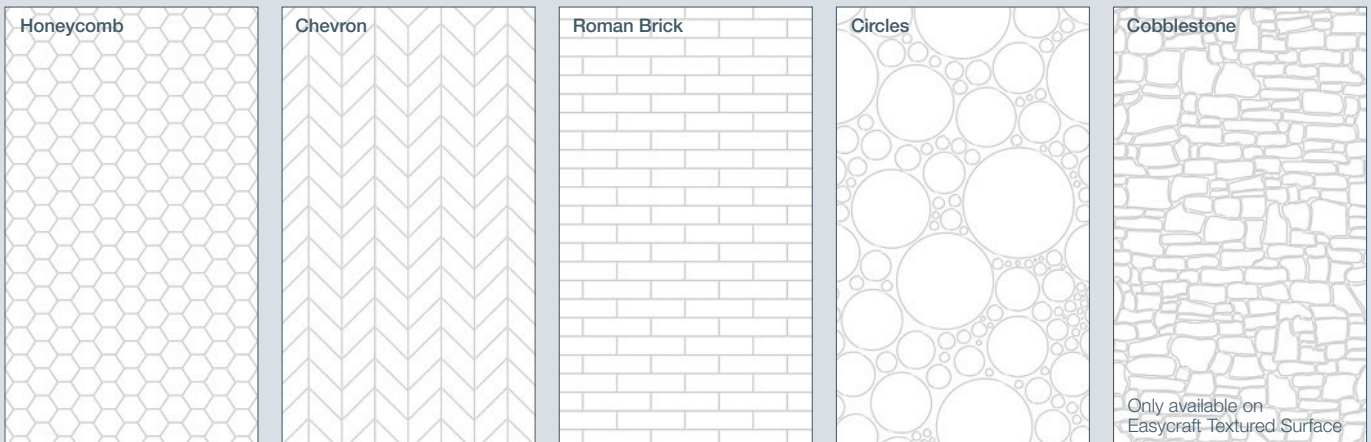 Honeycomb
Chevron
Roman Brick
Circles
Cobblestone
Only available on
Easycraft Textured Surface